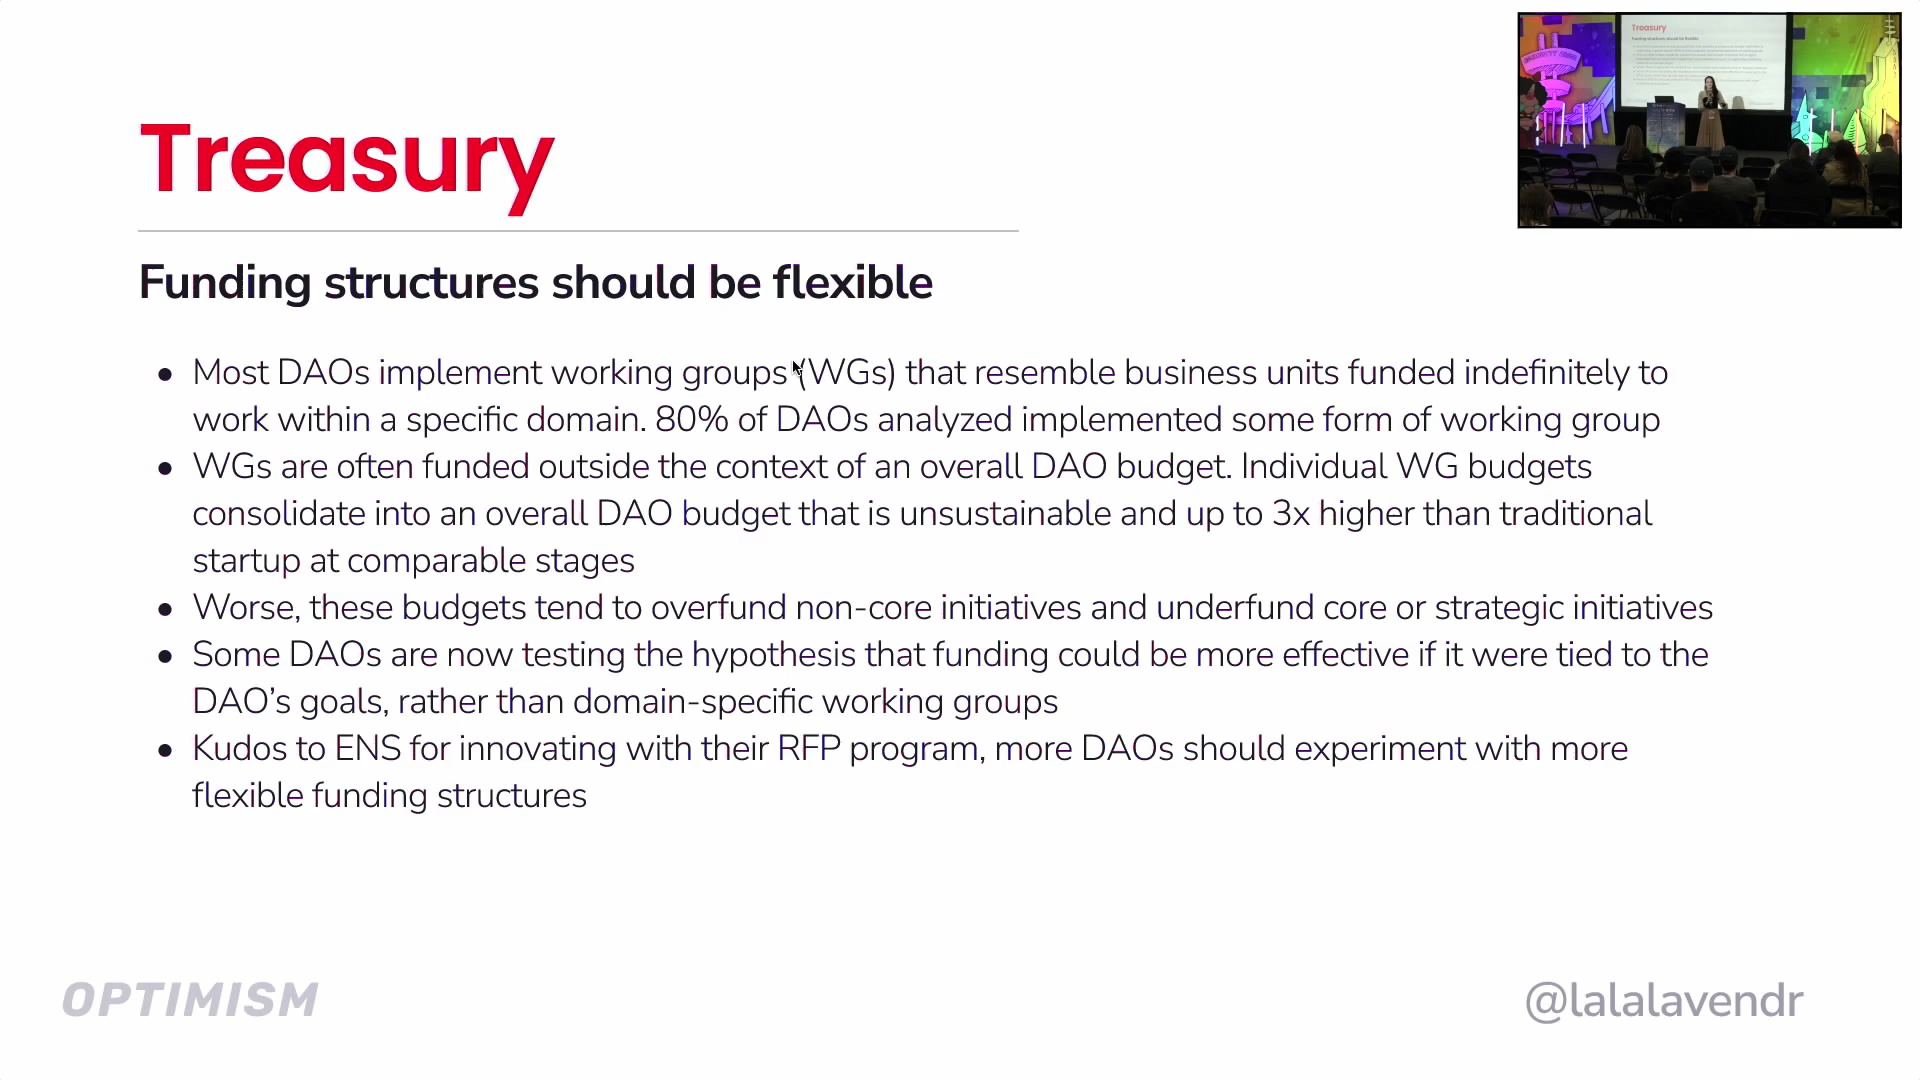 Treasury
Funding structures should be flexible
● Most DAOs implement working groups (WGs) that resemble business units funded indefinitely to
work within a specific domain. 80% of DAOs analyzed implemented some form of working group
● WGs are often funded outside the context of an overall DAO budget. Individual WG budgets
consolidate into an overall DAO budget that is unsustainable and up to 3x higher than traditional
startup at comparable stages
● Worse, these budgets tend to overfund non-core initiatives and underfund core or strategic initiatives
● Some DAOs are now testing the hypothesis that funding could be more effective if it were tied to the
DAO’s goals, rather than domain-specific working groups
● Kudos to ENS for innovating with their RFP program, more DAOs should experiment with more
flexible funding structures
OPTIMISM
@lalalavendr
Treasury
Funding structures should be flexible